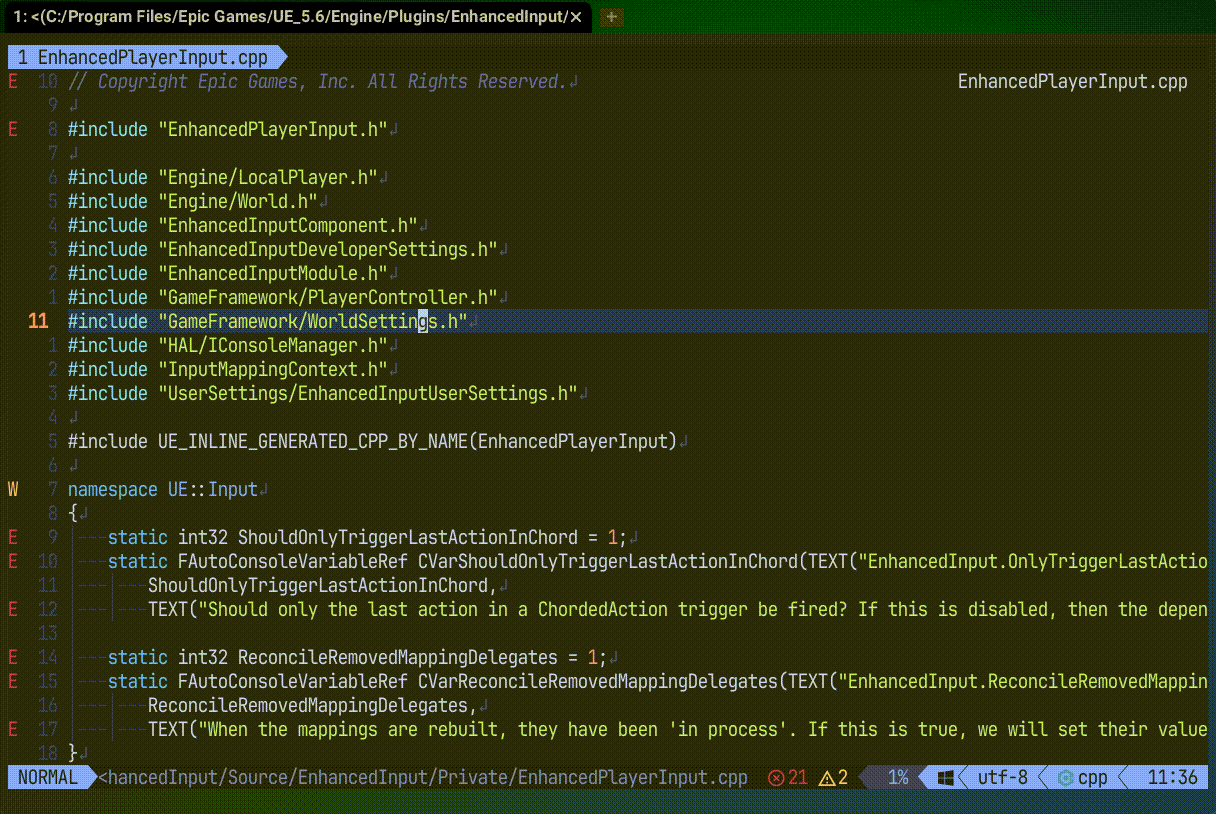 1: <(C:/Program Files/Epic Games/UE_5.6/Engine/Plugins/EnhancedInput/✕ +
1 EnhancedPlayerInput.cpp
E 10 // Copyright Epic Games, Inc. All Rights Reserved.↲ EnhancedPlayerInput.cpp
9 ↲
E 8 #include "EnhancedPlayerInput.h"↲
7 ↲
6 #include "Engine/LocalPlayer.h"↲
5 #include "Engine/World.h"↲
4 #include "EnhancedInputComponent.h"↲
3 #include "EnhancedInputDeveloperSettings.h"↲
2 #include "EnhancedInputModule.h"↲
1 #include "GameFramework/PlayerController.h"↲
11 #include "GameFramework/WorldSettings.h"↲
1 #include "HAL/IConsoleManager.h"↲
2 #include "InputMappingContext.h"↲
3 #include "UserSettings/EnhancedInputUserSettings.h"↲
4 ↲
5 #include UE_INLINE_GENERATED_CPP_BY_NAME(EnhancedPlayerInput)↲
6 ↲
W 7 namespace UE::Input↲
8 {↲
E 9 static int32 ShouldOnlyTriggerLastActionInChord = 1;↲
E 10 static FAutoConsoleVariableRef CVarShouldOnlyTriggerLastActionInChord(TEXT("EnhancedInput.OnlyTriggerLastActio
11 ShouldOnlyTriggerLastActionInChord,↲
E 12 TEXT("Should only the last action in a ChordedAction trigger be fired? If this is disabled, then the depen
13
E 14 static int32 ReconcileRemovedMappingDelegates = 1;↲
E 15 static FAutoConsoleVariableRef CVarReconcileRemovedMappingDelegates(TEXT("EnhancedInput.ReconcileRemovedMappin
16 ReconcileRemovedMappingDelegates,↲
E 17 TEXT("When the mappings are rebuilt, they have been 'in process'. If this is true, we will set their value
18 }↲
NORMAL <hancedInput/Source/EnhancedInput/Private/EnhancedPlayerInput.cpp 21 2 1% utf-8 cpp 11:36